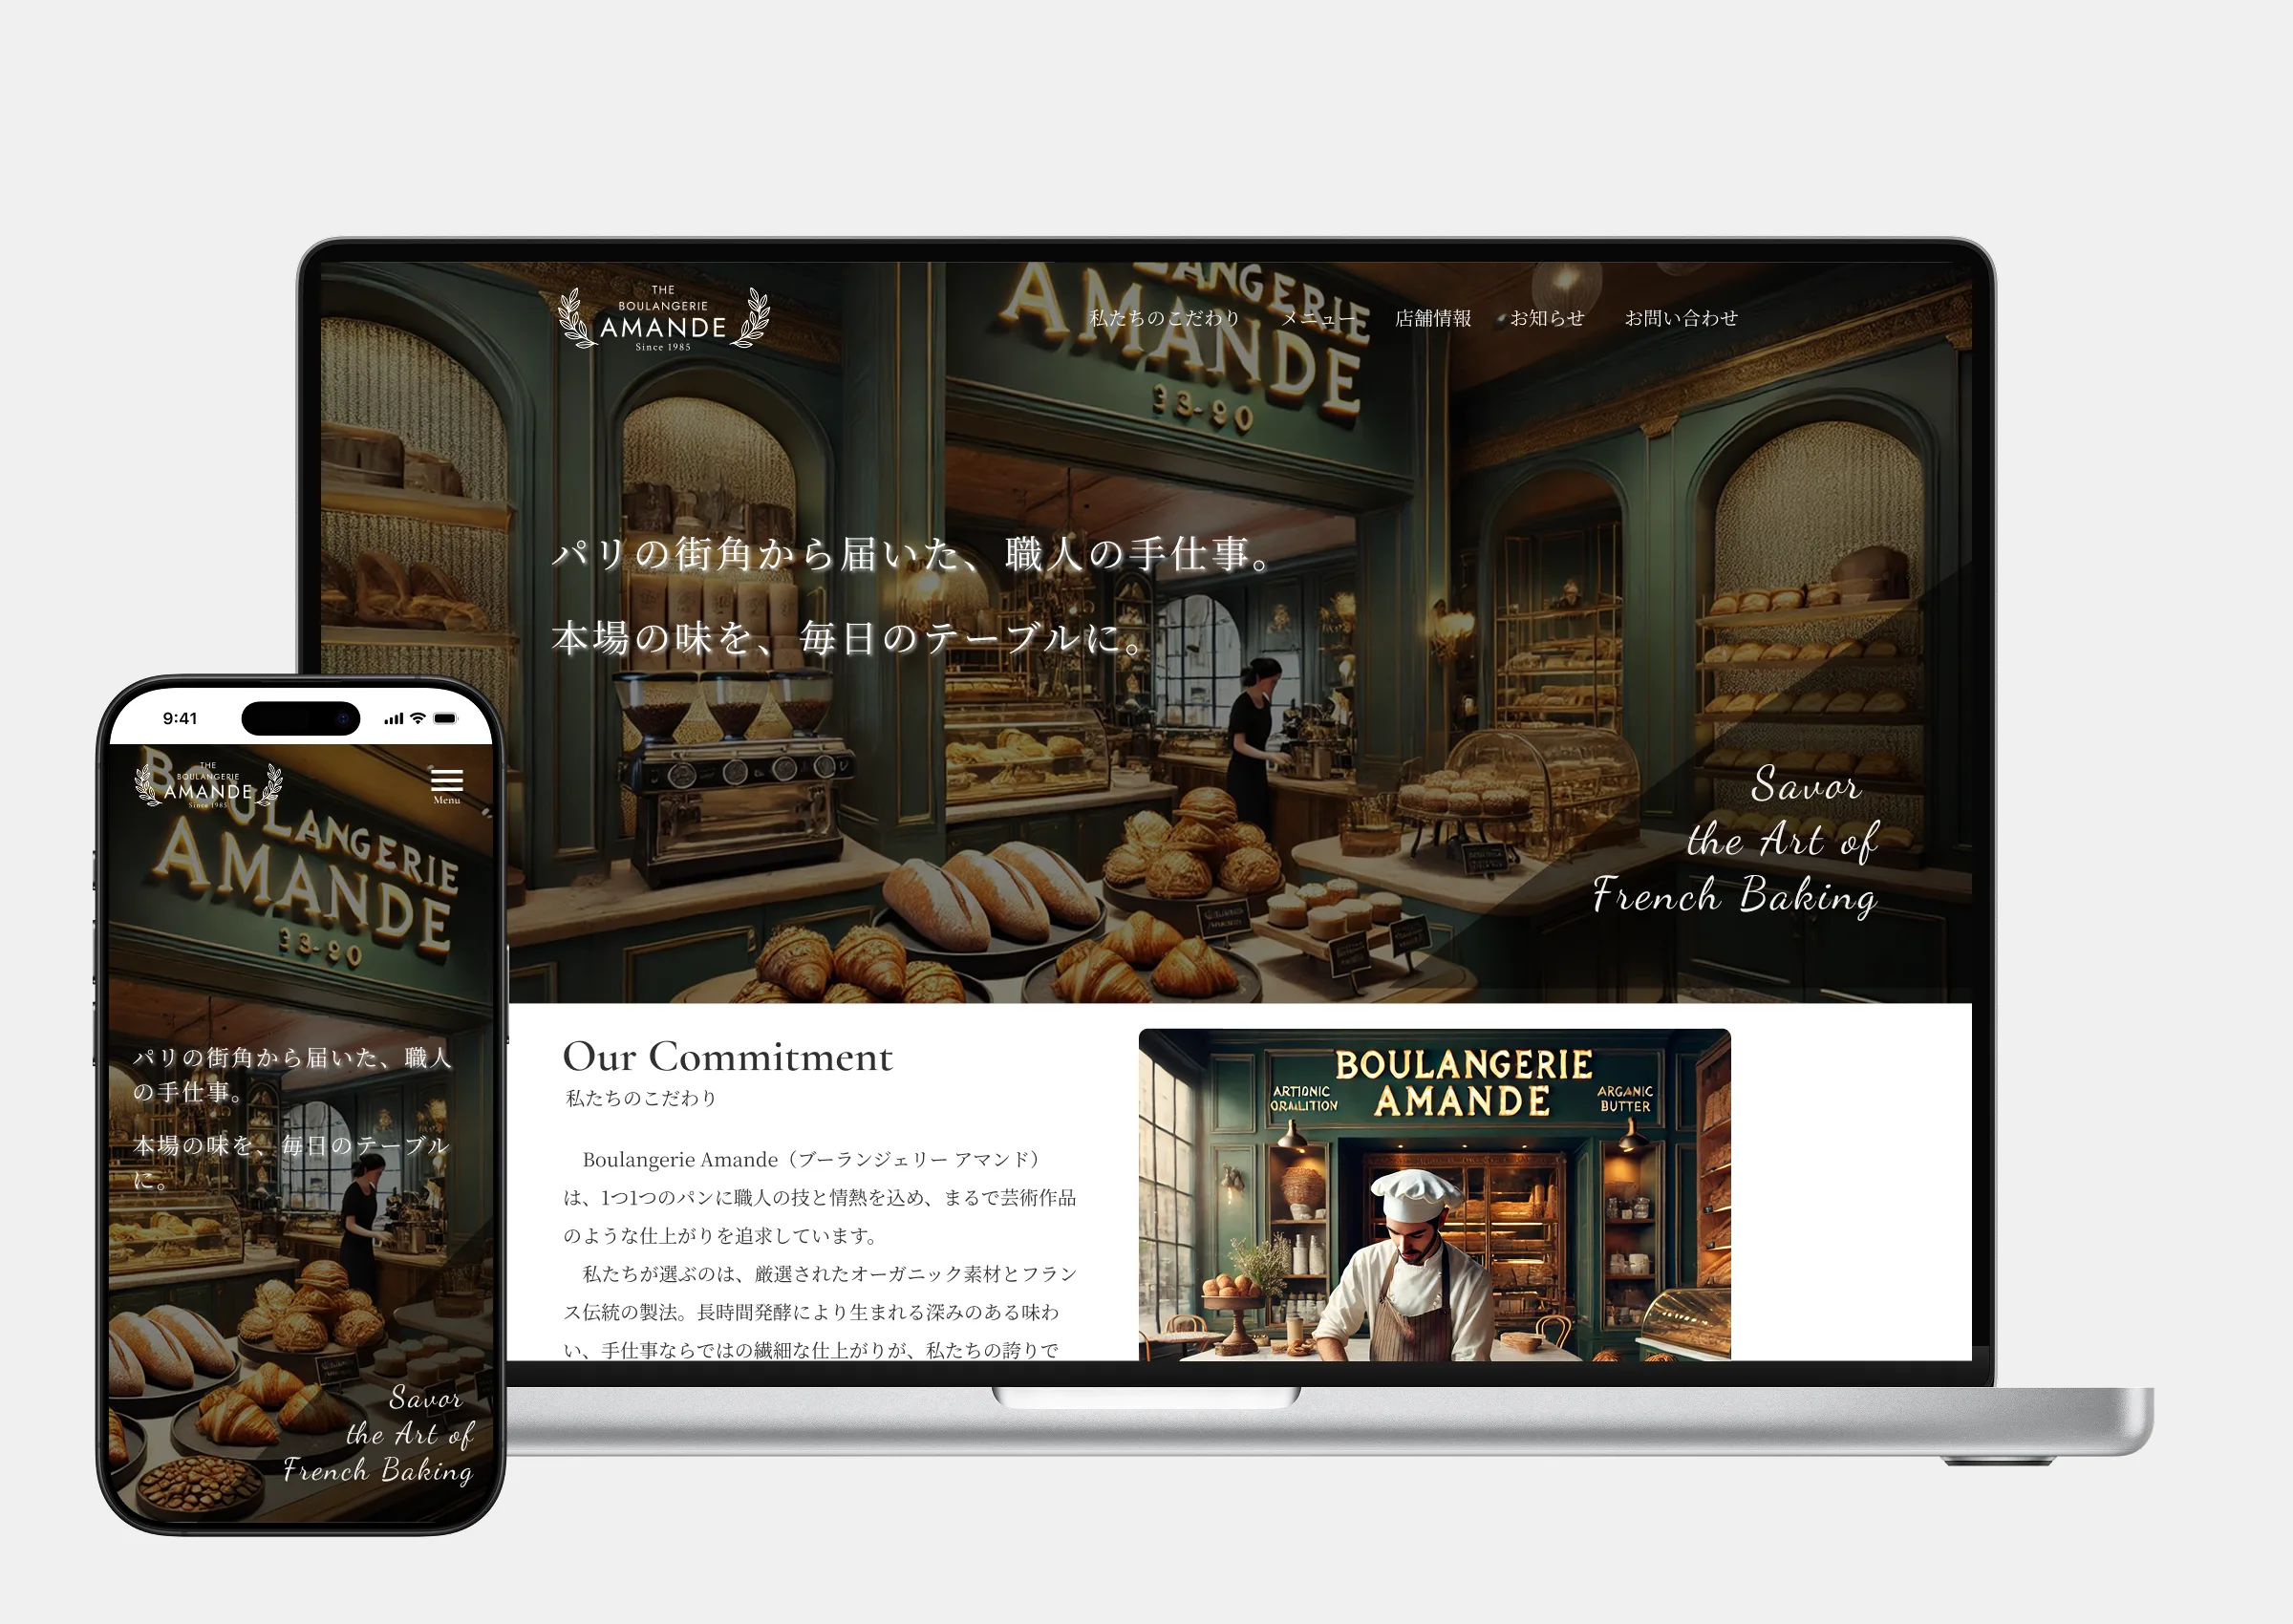 THE
BOULANGERIE
AMANDE
Since 1985
私たちのこだわり
メニュー
店舗情報
お知らせ
お問い合わせ
LANGERIE
AMANDE
33-90
パリの街角から届いた、職人の手仕事。
本場の味を、毎日のテーブルに。
Savor
the Art of
French Baking
Our Commitment
私たちのこだわり
Boulangerie Amande（ブーランジェリー アマンド）
は、1つ1つのパンに職人の技と情熱を込め、まるで芸術作品
のような仕上がりを追求しています。
私たちが選ぶのは、厳選されたオーガニック素材とフラン
ス伝統の製法。長時間発酵により生まれる深みのある味わ
い、手仕事ならではの繊細な仕上がりが、私たちの誇りで
BOULANGERIE
AMANDE
ARTIONIC
ORALITION
ARGANIC
BUTTER
9:41
THE
BOULANGERIE
AMANDE
Since 1985
Menu
BOULANGERIE
AMANDE
33-90
パリの街角から届いた、職人
の手仕事。
本場の味を、毎日のテーブル
に。
Savor
the Art of
French Baking